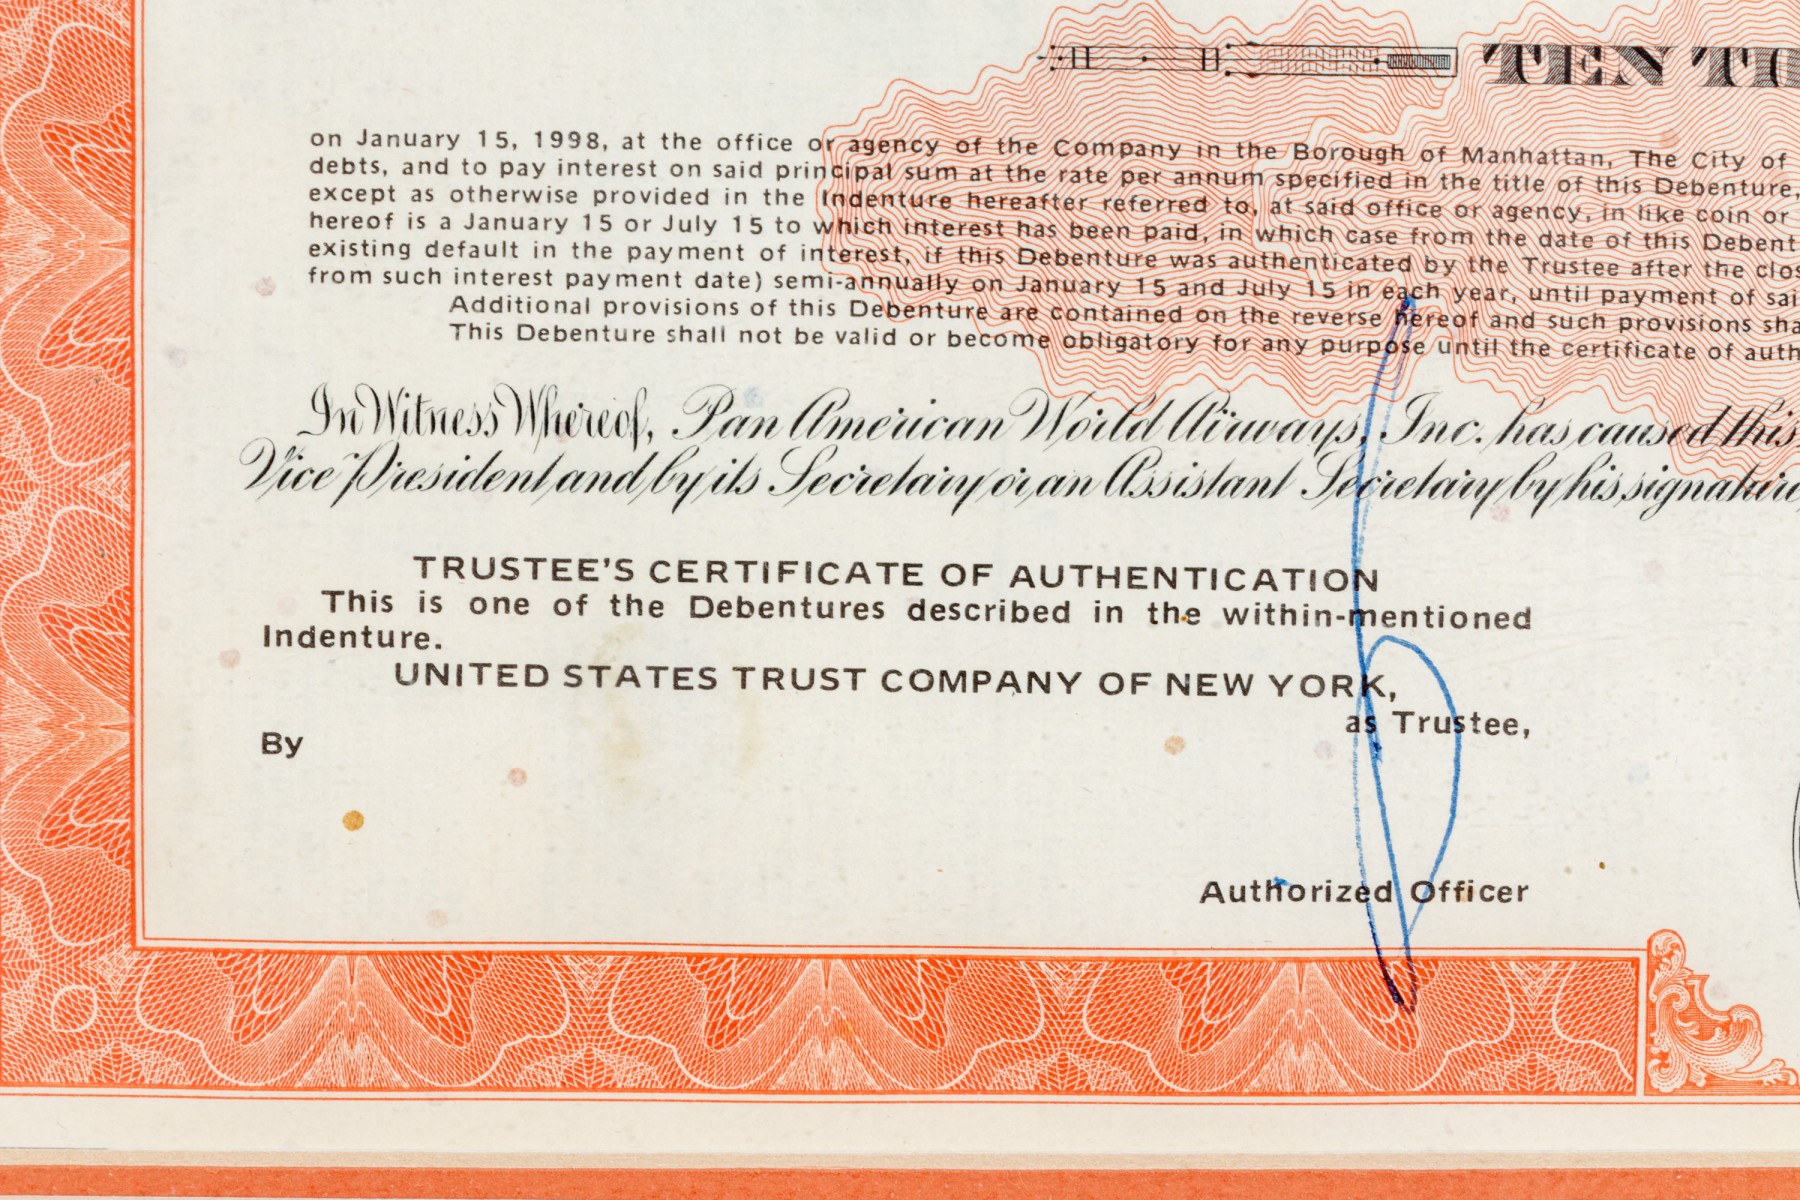 TEN
on January 15, 1998, at the office or agency of the Company in the Borough of Manhattan, The City of
debts, and to pay interest on said principal sum at the rate per annum specified in the title of this Debenture,
except as otherwise provided in the Indenture hereafter referred to, at said office or agency, in like coin or
hereof is a January 15 or July 15 to which interest has been paid, in which case from the date of this Debent
existing default in the payment of interest, if this Debenture was authenticated by the Trustee after the clos
from such interest payment date) semi-annually on January 15 and July 15 in each year, until payment of sai
Additional provisions of this Debenture are contained on the reverse hereof and such provisions sha
This Debenture shall not be valid or become obligatory for any purpose until the certificate of auth
In Witness Whereof, Pan American World Airways, Inc. has caused this
Vice President and by its Secretary or an Assistant Secretary by his signature,
TRUSTEE'S CERTIFICATE OF AUTHENTICATION
This is one of the Debentures described in the within-mentioned
Indenture.
UNITED STATES TRUST COMPANY OF NEW YORK,
as Trustee,
By
Authorized Officer